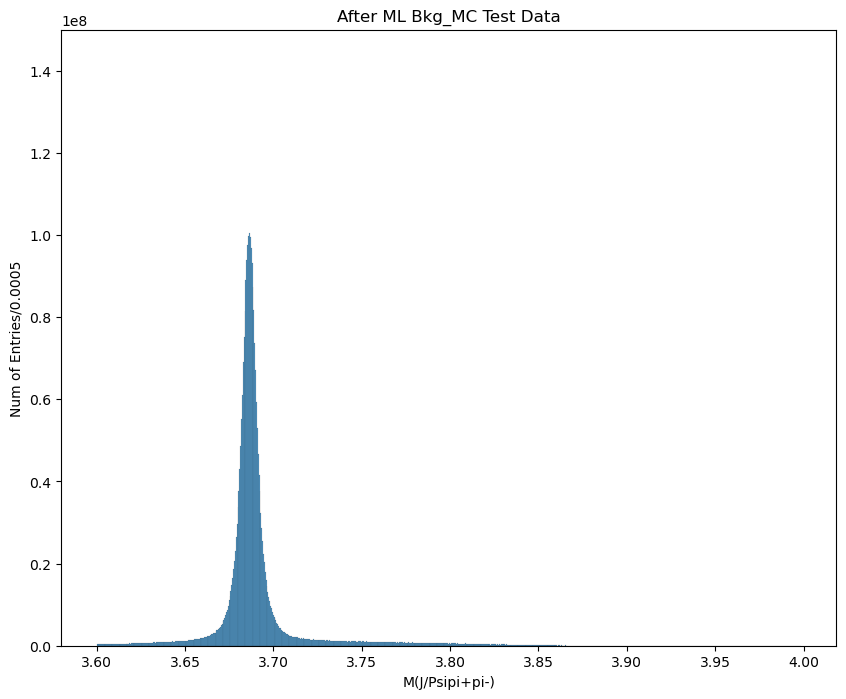 After ML Bkg_MC Test Data
1e8
1.4
1.2
1.0
0.8
0.6
0.4
0.2
0.0
Num of Entries/0.0005
3.60 3.65 3.70 3.75 3.80 3.85 3.90 3.95 4.00
M(J/Psipi+pi-)